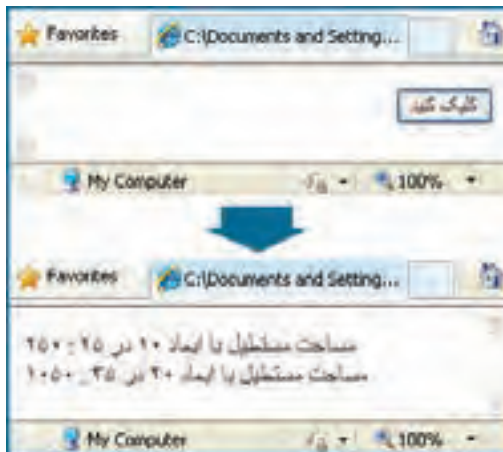 Favorites
C:\Documents and Setting...
کلیک کنید
My Computer
100%
Favorites
C:\Documents and Setting...
مساحت مستطیل با ابعاد ۱۰ در ۲۵ : ۲۵۰
مساحت مستطیل با ابعاد ۳۰ در ۳۵ : ۱۰۵۰
My Computer
100%